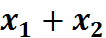 x₁ + x₂